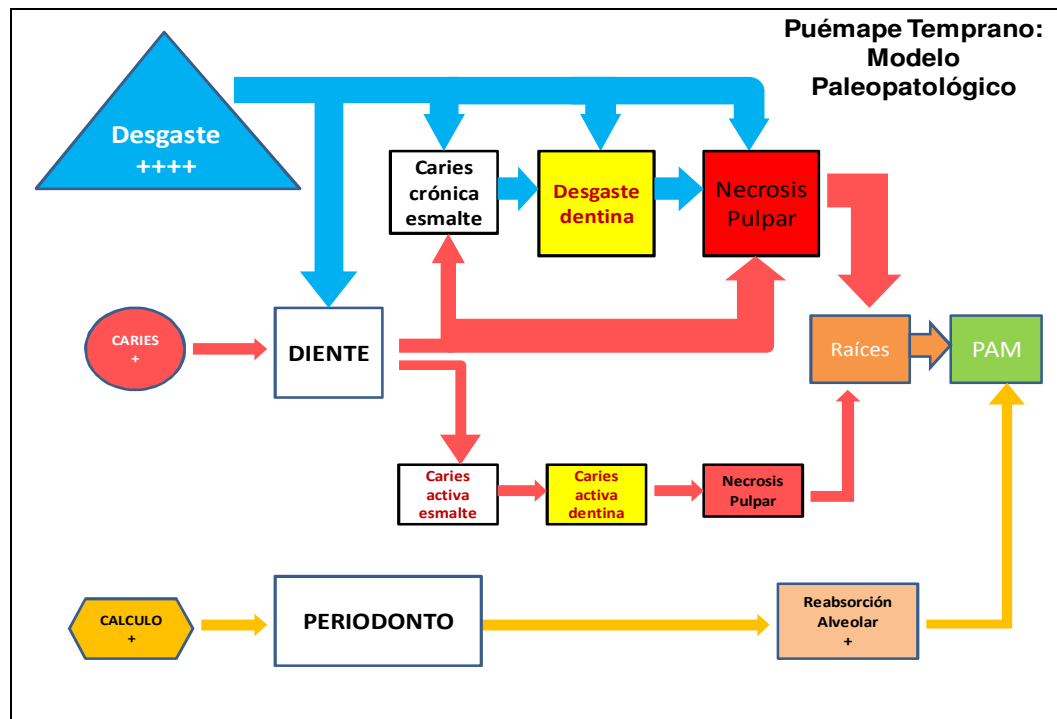 Puémape Temprano:
Modelo
Paleopatológico
Desgaste
++++
Caries
crónica
esmalte
Desgaste
dentina
Necrosis
Pulpar
CARIES
+
DIENTE
Raíces
PAM
Caries
activa
esmalte
Caries
activa
dentina
Necrosis
Pulpar
CALCULO
+
PERIODONTO
Reabsorción
Alveolar
+